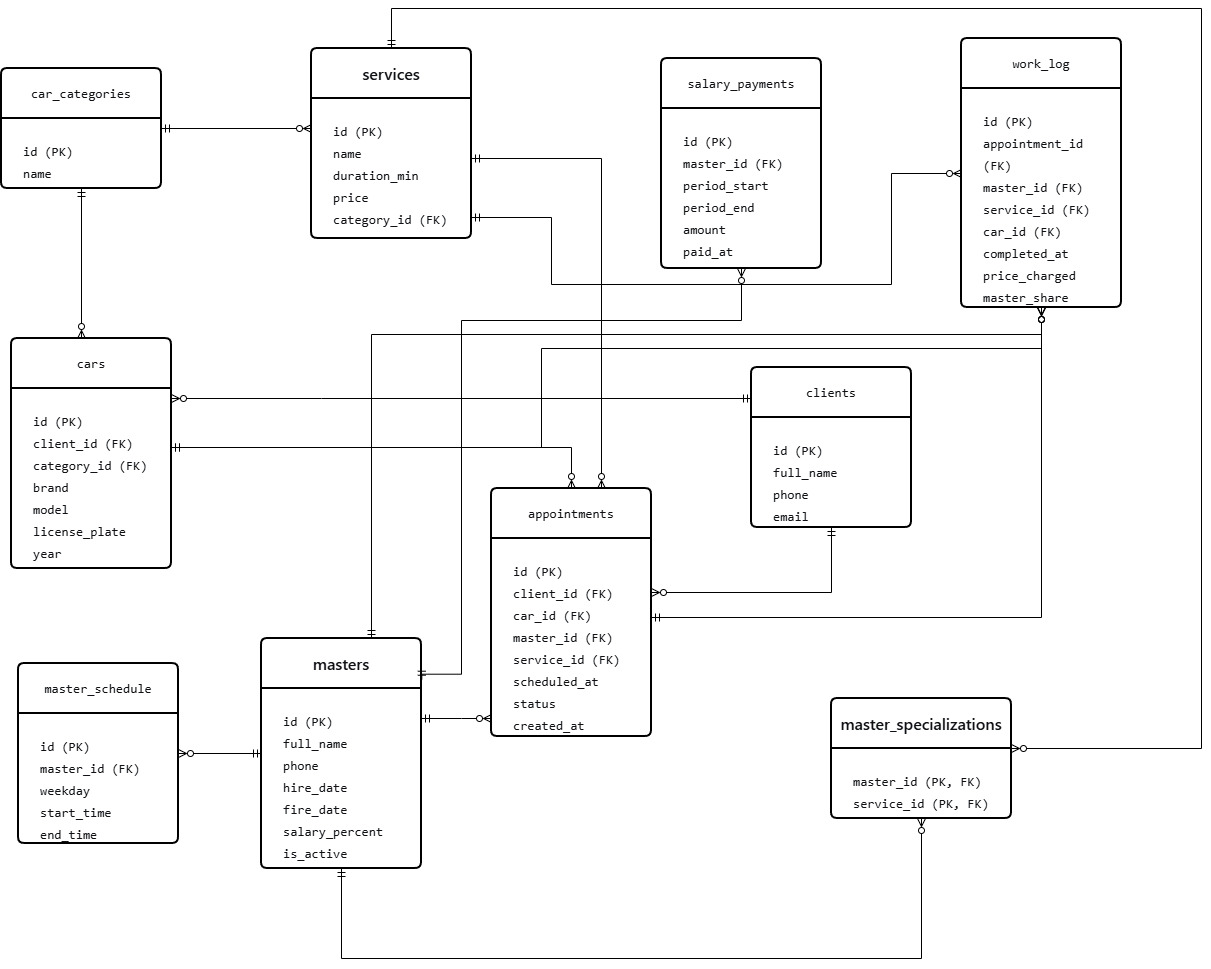 car_categories
id (PK)
name
services
id (PK)
name
duration_min
price
category_id (FK)
salary_payments
id (PK)
master_id (FK)
period_start
period_end
amount
paid_at
work_log
id (PK)
appointment_id
(FK)
master_id (FK)
service_id (FK)
car_id (FK)
completed_at
price_charged
master_share
cars
id (PK)
client_id (FK)
category_id (FK)
brand
model
license_plate
year
clients
id (PK)
full_name
phone
email
appointments
id (PK)
client_id (FK)
car_id (FK)
master_id (FK)
service_id (FK)
scheduled_at
status
created_at
master_schedule
id (PK)
master_id (FK)
weekday
start_time
end_time
masters
id (PK)
full_name
phone
hire_date
fire_date
salary_percent
is_active
master_specializations
master_id (PK, FK)
service_id (PK, FK)